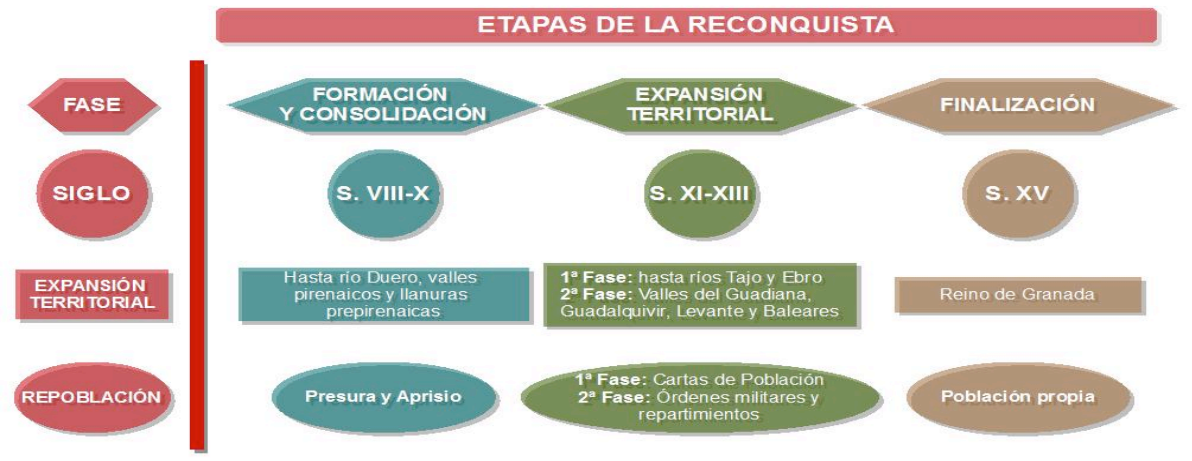 ETAPAS DE LA RECONQUISTA
FASE
FORMACIÓN
Y CONSOLIDACIÓN
EXPANSIÓN
TERRITORIAL
FINALIZACIÓN
SIGLO
S. VIII-X
S. XI-XIII
S. XV
EXPANSIÓN
TERRITORIAL
Hasta río Duero, valles
pirenaicos y llanuras
prepirenaicas
1ª Fase: hasta ríos Tajo y Ebro
2ª Fase: Valles del Guadiana,
Guadalquivir, Levante y Baleares
Reino de Granada
REPOBLACIÓN
Presura y Aprisio
1ª Fase: Cartas de Población
2ª Fase: Órdenes militares y
repartimientos
Población propia